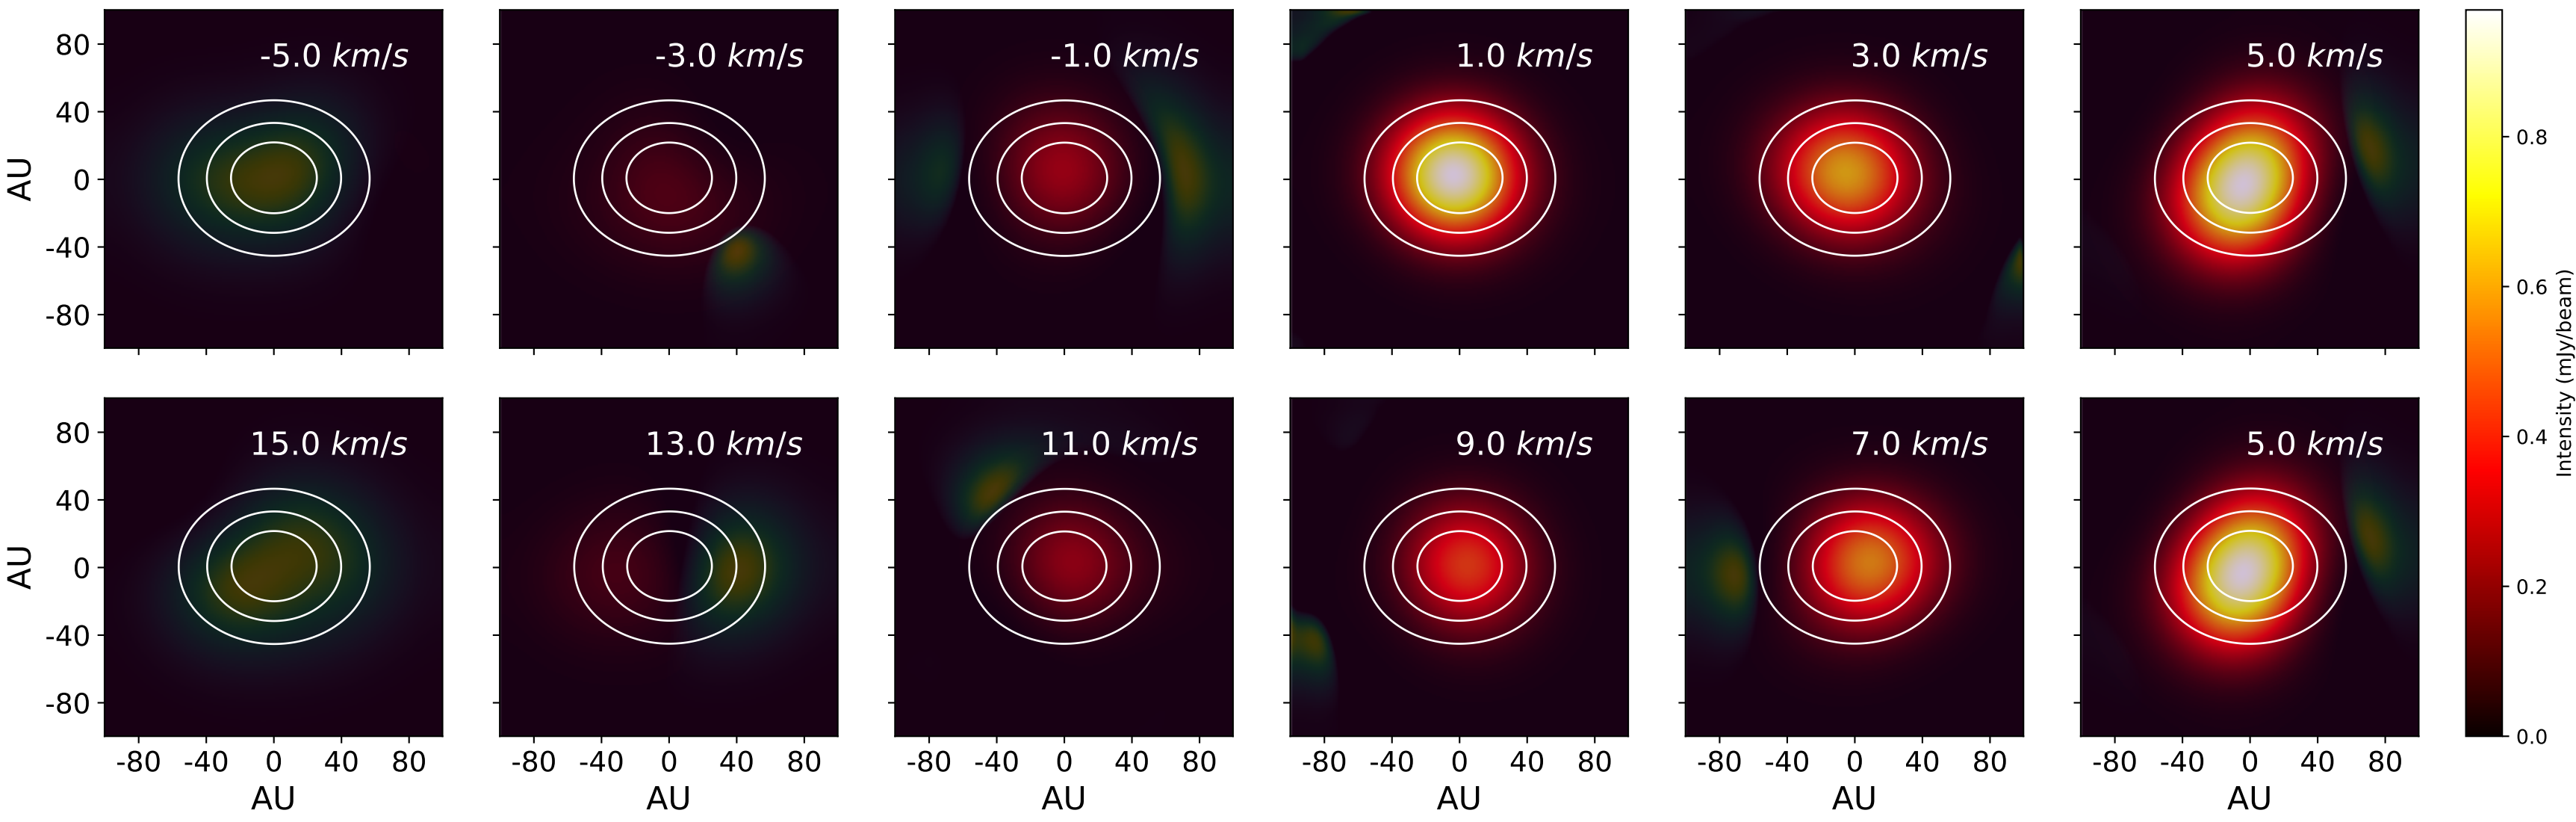 -5.0 km/s
-3.0 km/s
-1.0 km/s
1.0 km/s
3.0 km/s
5.0 km/s
80
40
0
-40
-80
AU
15.0 km/s
13.0 km/s
11.0 km/s
9.0 km/s
7.0 km/s
5.0 km/s
80
40
0
-40
-80
AU
-80 -40 0 40 80
-80 -40 0 40 80
-80 -40 0 40 80
-80 -40 0 40 80
-80 -40 0 40 80
-80 -40 0 40 80
AU
AU
AU
AU
AU
AU
0.8
0.6
0.4
0.2
0.0
Intensity (mJy/beam)